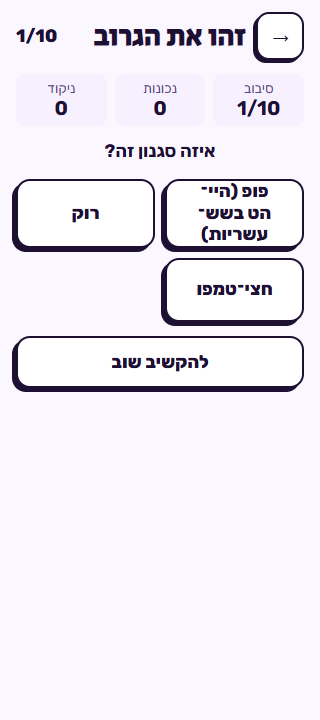 →
זהו את הגרוב
1/10
סיבוב
1/10
נכונות
0
ניקוד
0
איזה סגנון זה?
פופ (היי־
הט בשש־
עשריות)
רוק
חצי־טמפו
להקשיב שוב